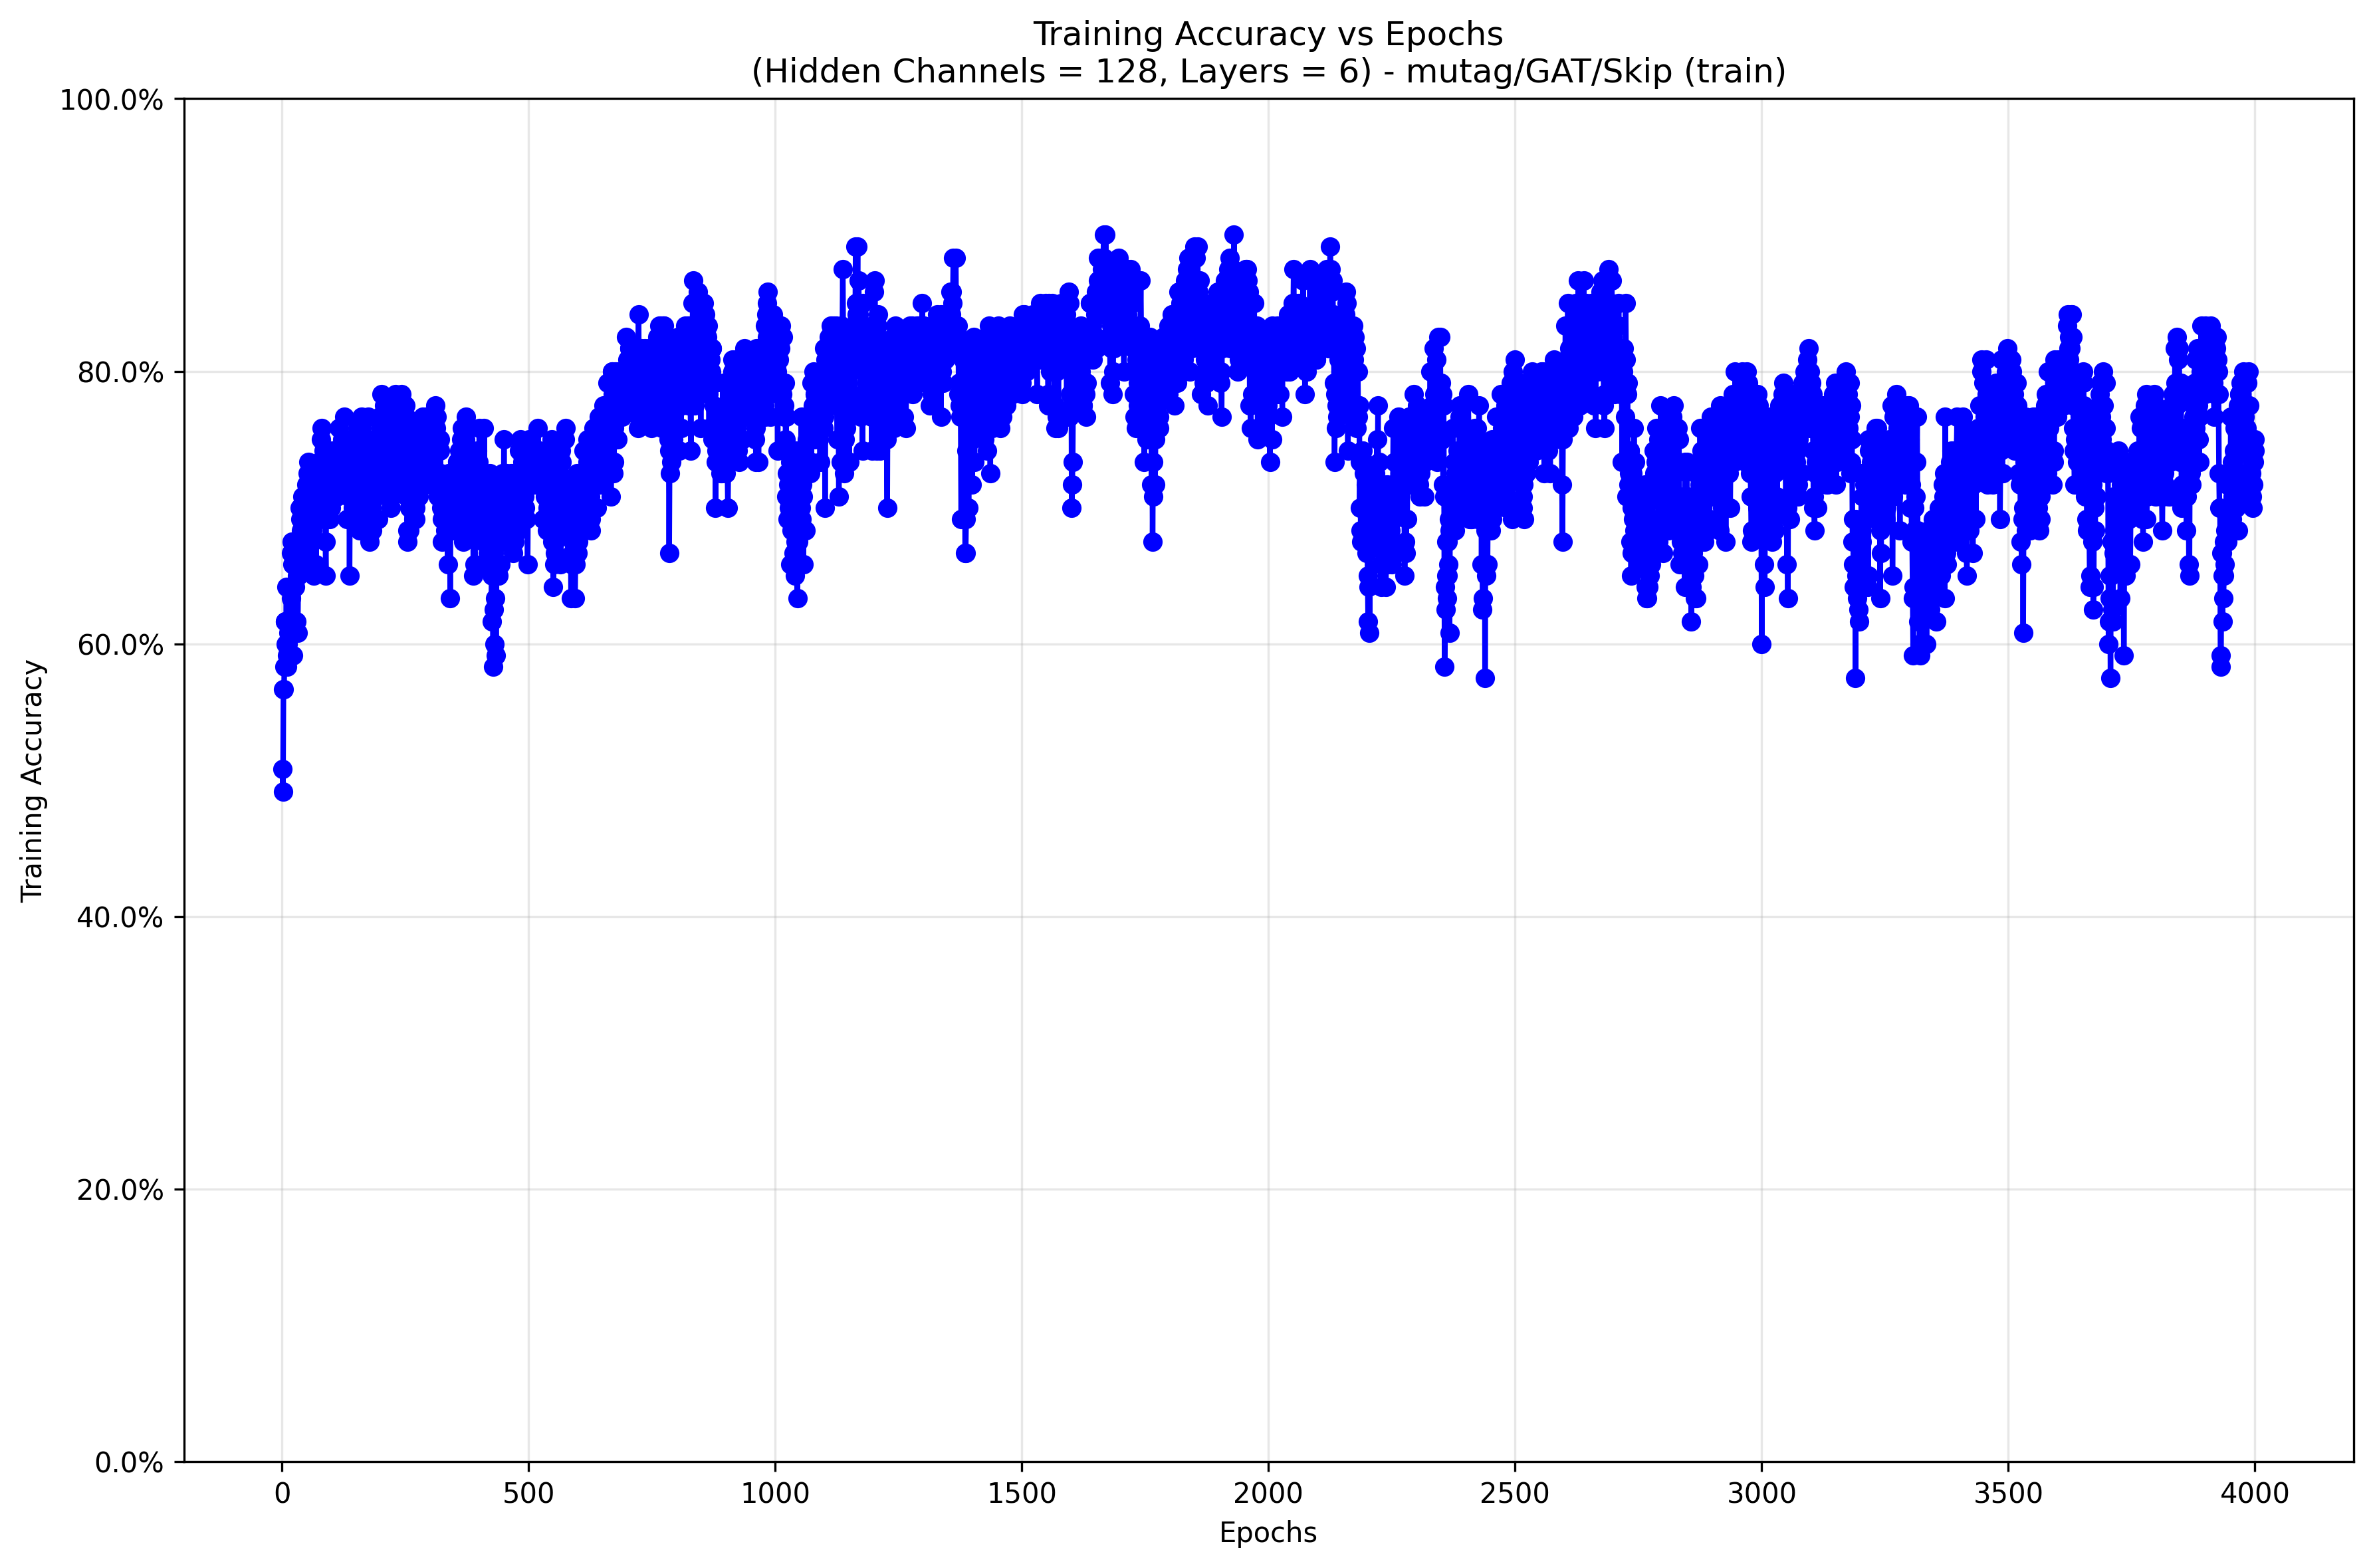 Training Accuracy vs Epochs
(Hidden Channels = 128, Layers = 6) - mutag/GAT/Skip (train)
100.0%
80.0%
60.0%
40.0%
20.0%
0.0%
Training Accuracy
0 500 1000 1500 2000 2500 3000 3500 4000
Epochs